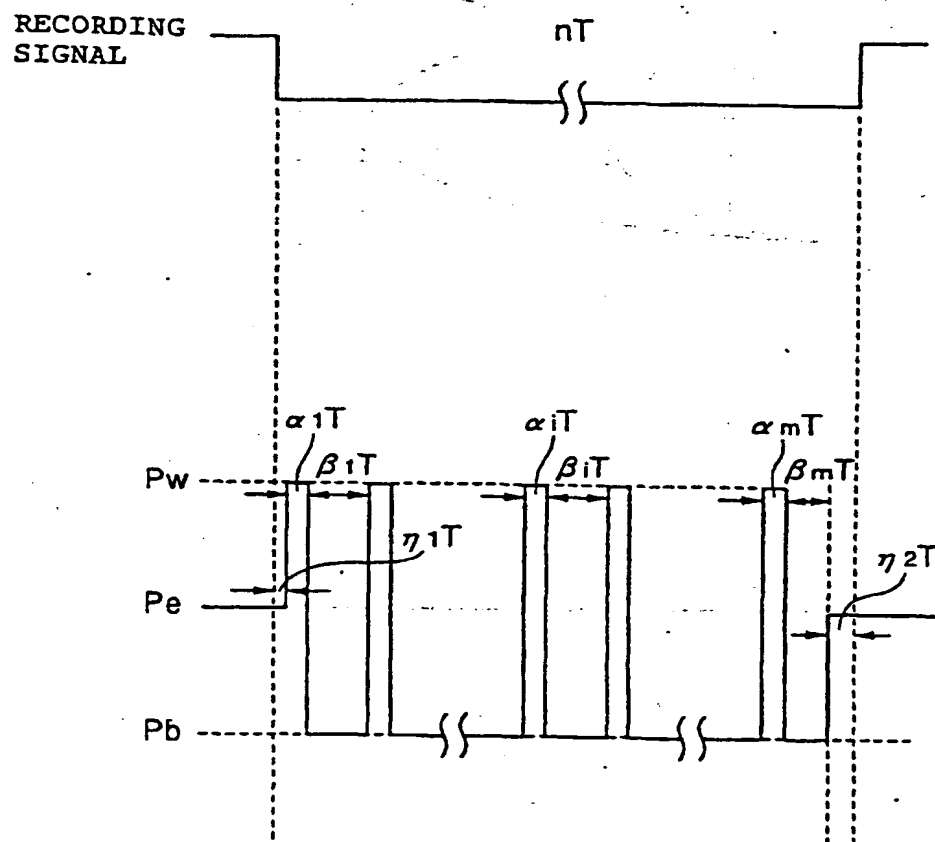 RECORDING
SIGNAL
nT
α1T
αiT
αmT
β1T
βiT
βmT
Pw
η1T
η2T
Pe
Pb